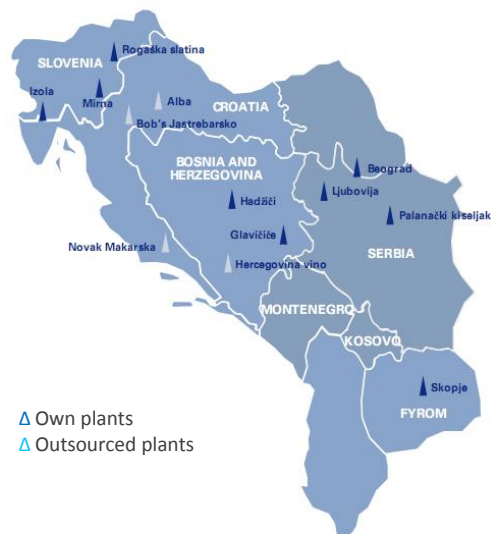 Rogaška slatina
SLOVENIA
Izola
Mirna
Alba
CROATIA
Bob's Jastrebarsko
BOSNIA AND
HERZEGOVINA
Beograd
Ljubovija
Hadžiči
Palanački kiseljak
Glavičiče
Novak Makarska
SERBIA
Hercegovina vino
MONTENEGRO
KOSOVO
Skopje
FYROM
Δ Own plants
Δ Outsourced plants